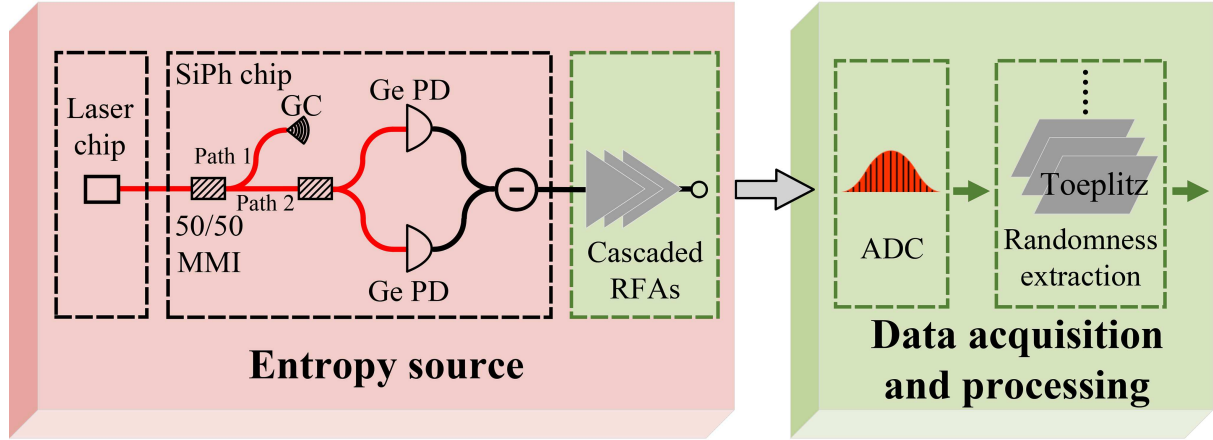 Laser
chip
SiPh chip
GC
Ge PD
Path 1
Path 2
50/50
MMI
-
Ge PD
Cascaded
RFAs
Entropy source
ADC
Toeplitz
Randomness
extraction
Data acquisition
and processing